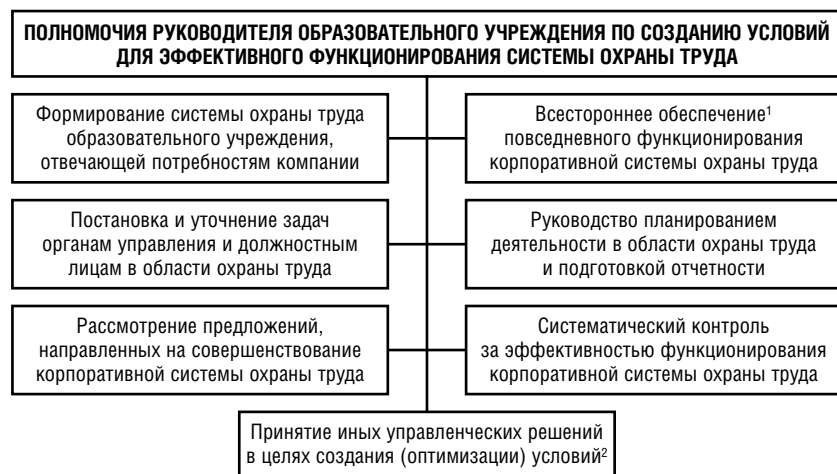 ПОЛНОМОЧИЯ РУКОВОДИТЕЛЯ ОБРАЗОВАТЕЛЬНОГО УЧРЕЖДЕНИЯ ПО СОЗДАНИЮ УСЛОВИЙ
ДЛЯ ЭФФЕКТИВНОГО ФУНКЦИОНИРОВАНИЯ СИСТЕМЫ ОХРАНЫ ТРУДА
Формирование системы охраны труда
образовательного учреждения,
отвечающей потребностям компании
Всестороннее обеспечение¹
повседневного функционирования
корпоративной системы охраны труда
Постановка и уточнение задач
органам управления и должностным
лицам в области охраны труда
Руководство планированием
деятельности в области охраны труда
и подготовкой отчетности
Рассмотрение предложений,
направленных на совершенствование
корпоративной системы охраны труда
Систематический контроль
за эффективностью функционирования
корпоративной системы охраны труда
Принятие иных управленческих решений
в целях создания (оптимизации) условий²